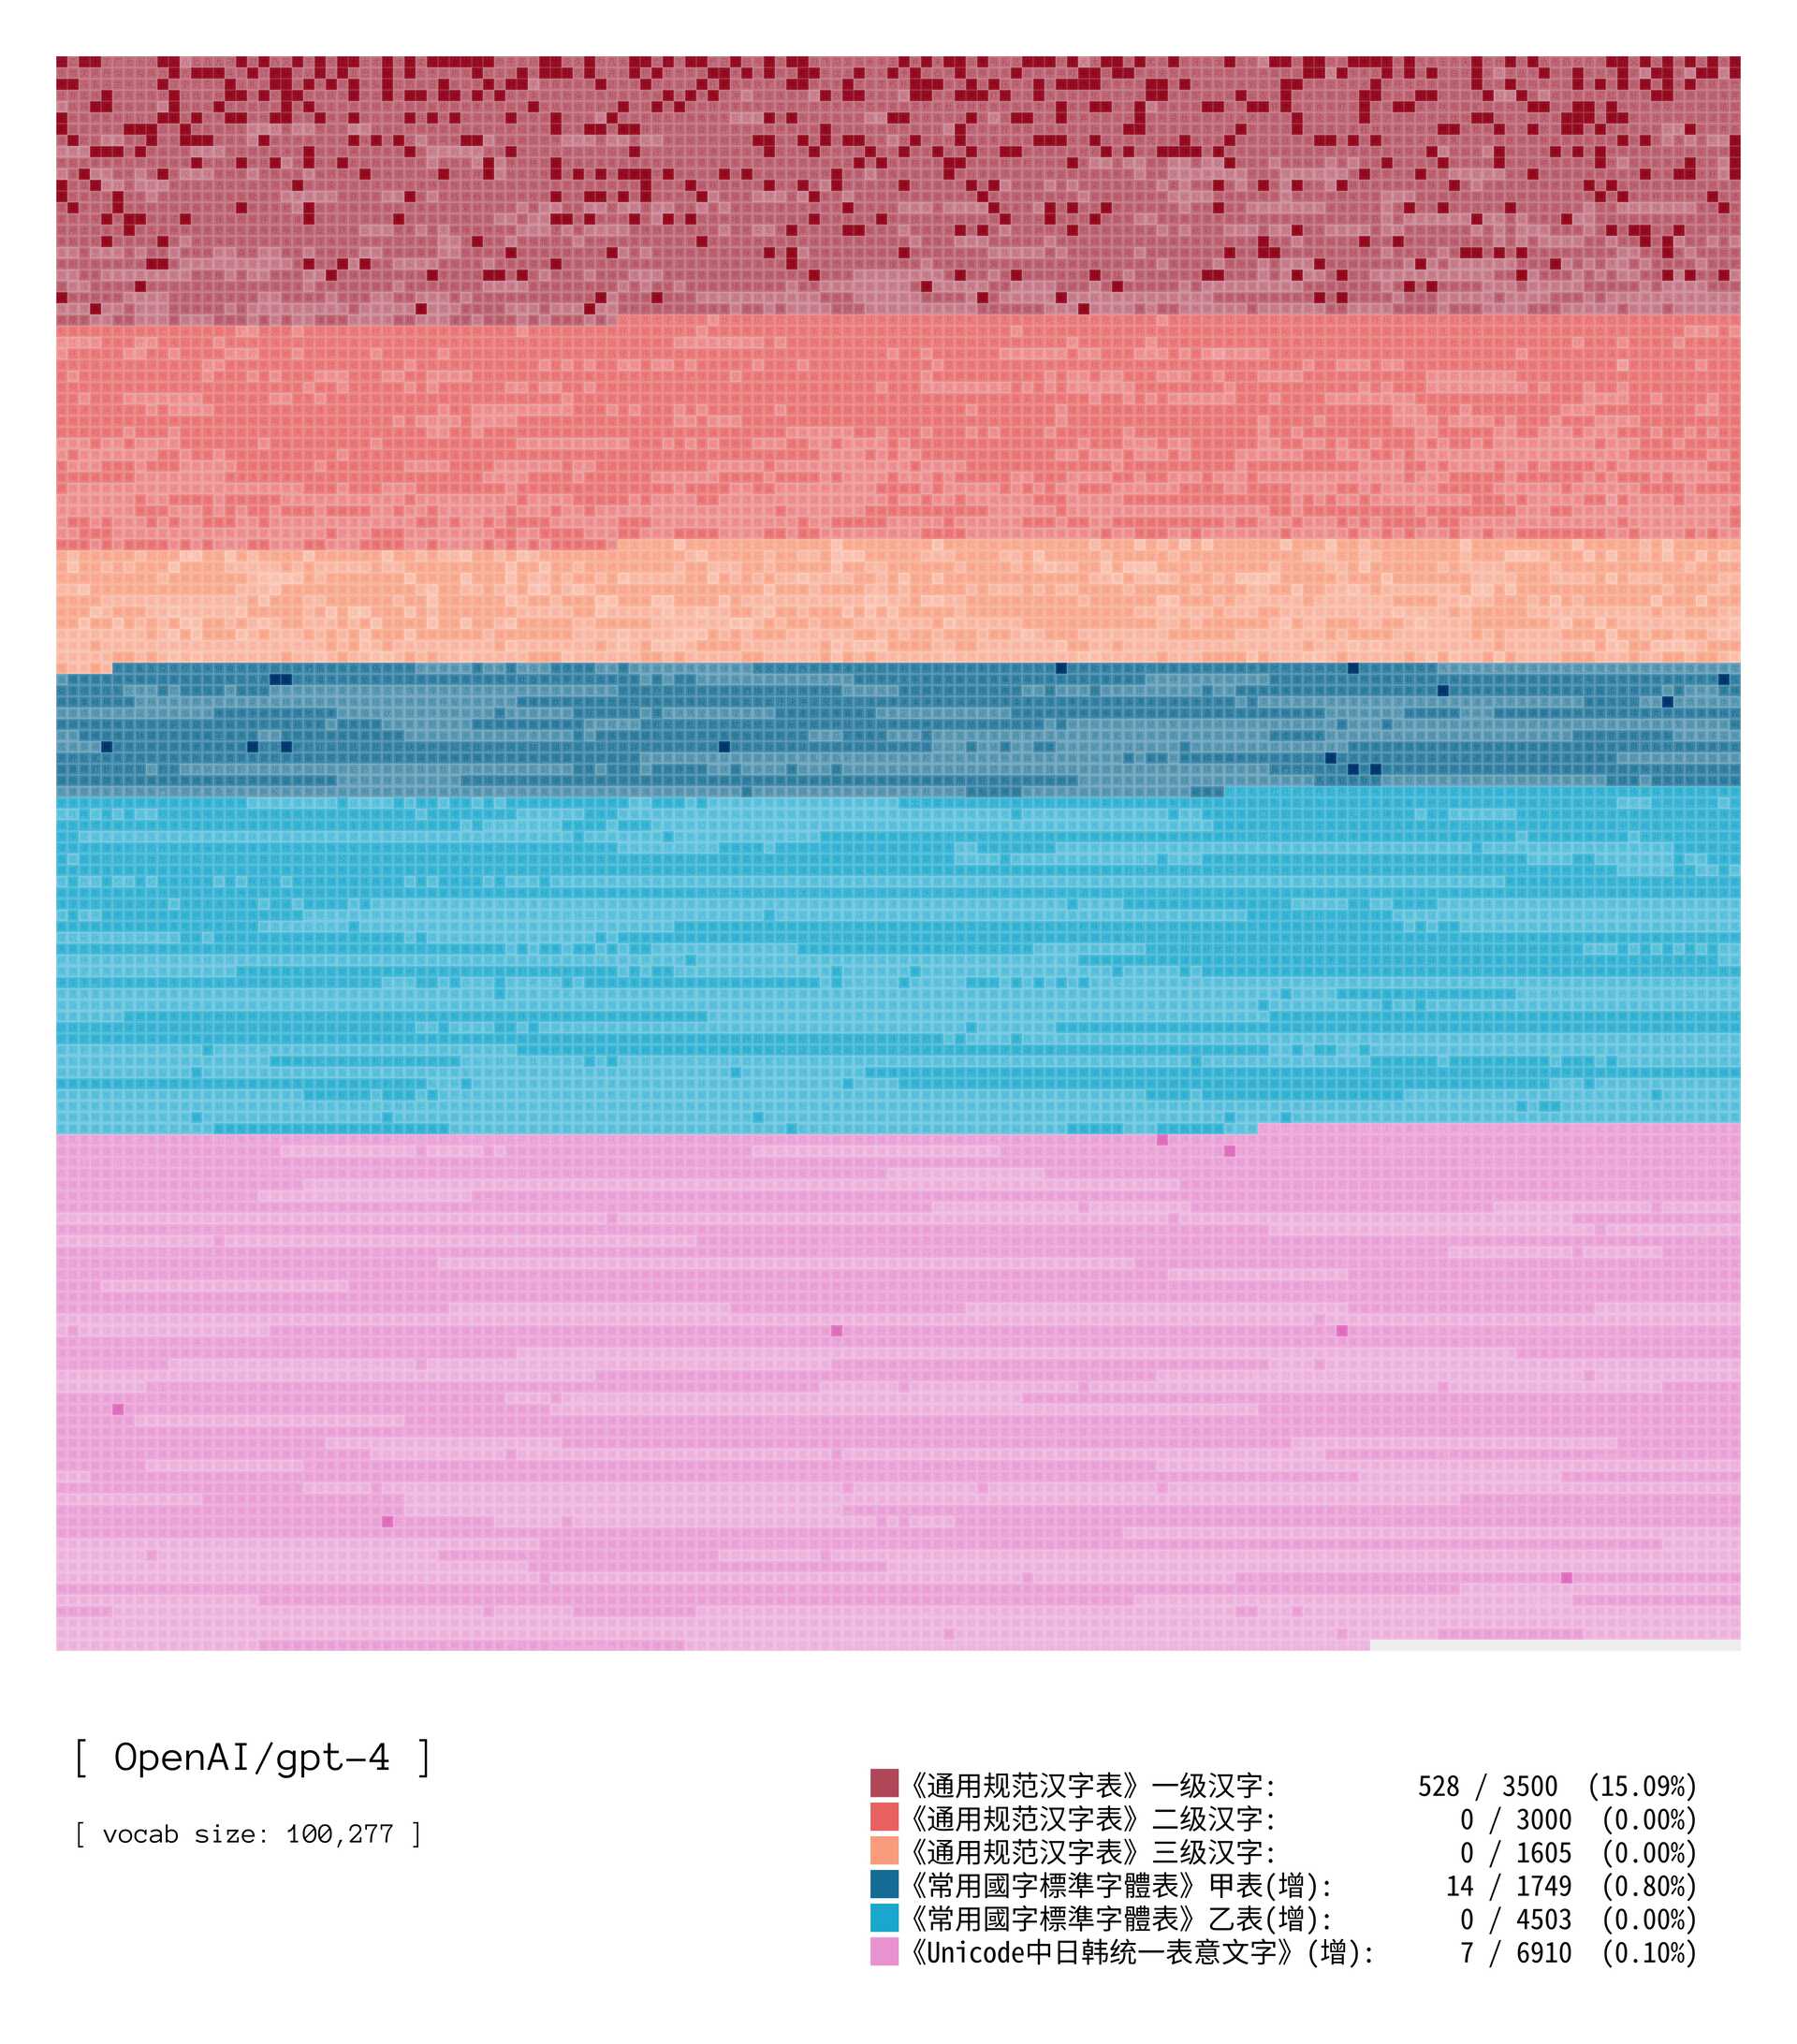 [ OpenAI/gpt-4 ]
[ vocab size: 100,277 ]
《通用规范汉字表》一级汉字: 528 / 3500 (15.09%)
《通用规范汉字表》二级汉字: 0 / 3000 (0.00%)
《通用规范汉字表》三级汉字: 0 / 1605 (0.00%)
《常用國字標準字體表》甲表(增): 14 / 1749 (0.80%)
《常用國字標準字體表》乙表(增): 0 / 4503 (0.00%)
《Unicode中日韩统一表意文字》(增): 7 / 6910 (0.10%)